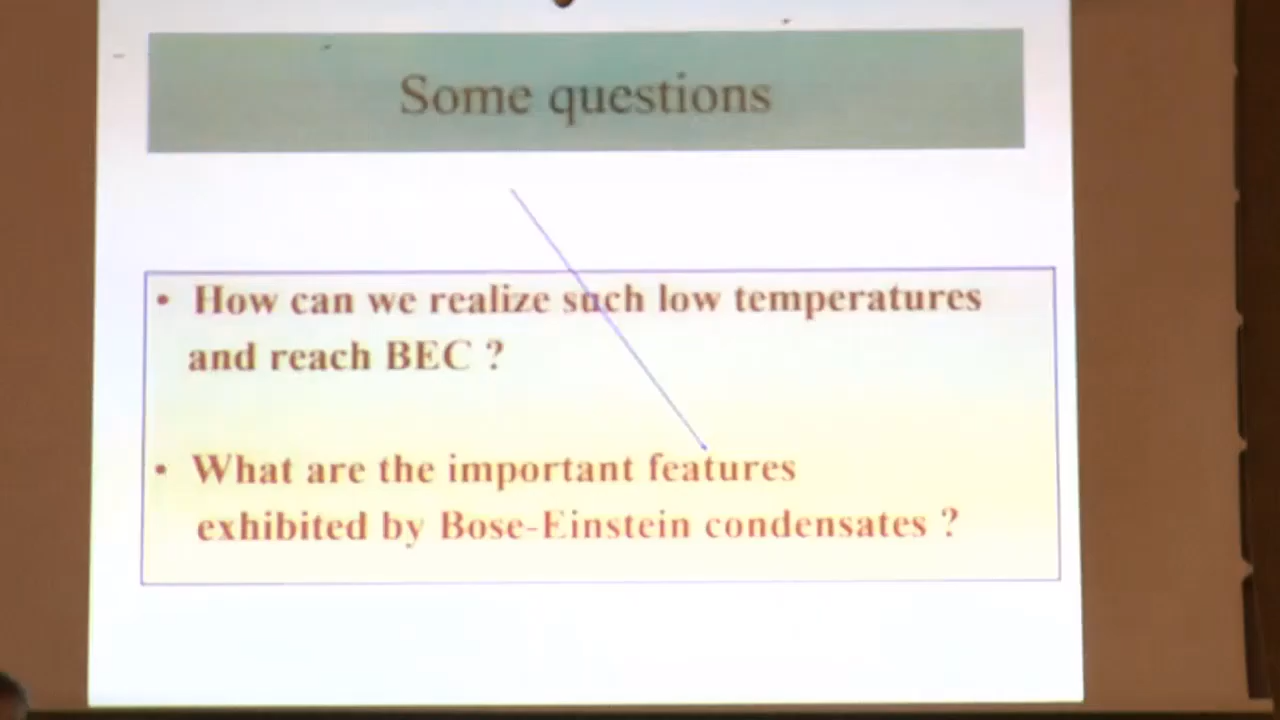 Some questions
• How can we realize such low temperatures
and reach BEC ?
• What are the important features
exhibited by Bose-Einstein condensates ?